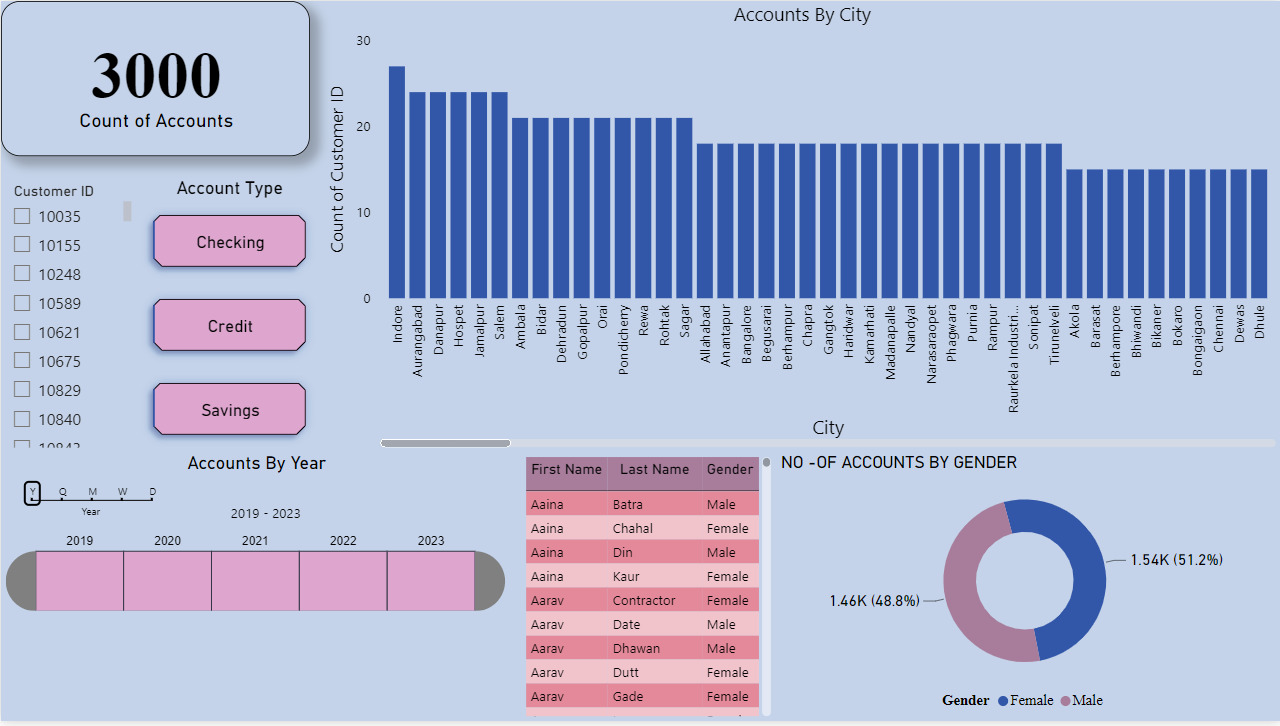 3000
Count of Accounts
Customer ID
10035
10155
10248
10589
10621
10675
10829
10840
10843
Account Type
Checking
Credit
Savings
Accounts By City
Count of Customer ID
30
20
10
0
Indore
Aurangabad
Danapur
Hospet
Jamalpur
Salem
Ambala
Bidar
Dehradun
Gopalpur
Orai
Pondicherry
Rewa
Rohtak
Sagar
Allahabad
Anantapur
Bangalore
Begusarai
Berhampur
Chapra
Gangtok
Haridwar
Kamarhati
Madanapalle
Nandyal
Narasaraopet
Phagwara
Purnia
Rampur
Raurkela Industri...
Sonipat
Tirunelveli
Akola
Barasat
Berhampore
Bhiwandi
Bikaner
Bokaro
Bongaigaon
Chennai
Dewas
Dhule
City
Accounts By Year
Y Q M W D
Year
2019 - 2023
2019 2020 2021 2022 2023
First Name Last Name Gender
Aaina Batra Male
Aaina Chahal Female
Aaina Din Male
Aaina Kaur Female
Aarav Contractor Female
Aarav Date Male
Aarav Dhawan Male
Aarav Dutt Female
Aarav Gade Female
NO -OF ACCOUNTS BY GENDER
1.54K (51.2%)
1.46K (48.8%)
Gender Female Male